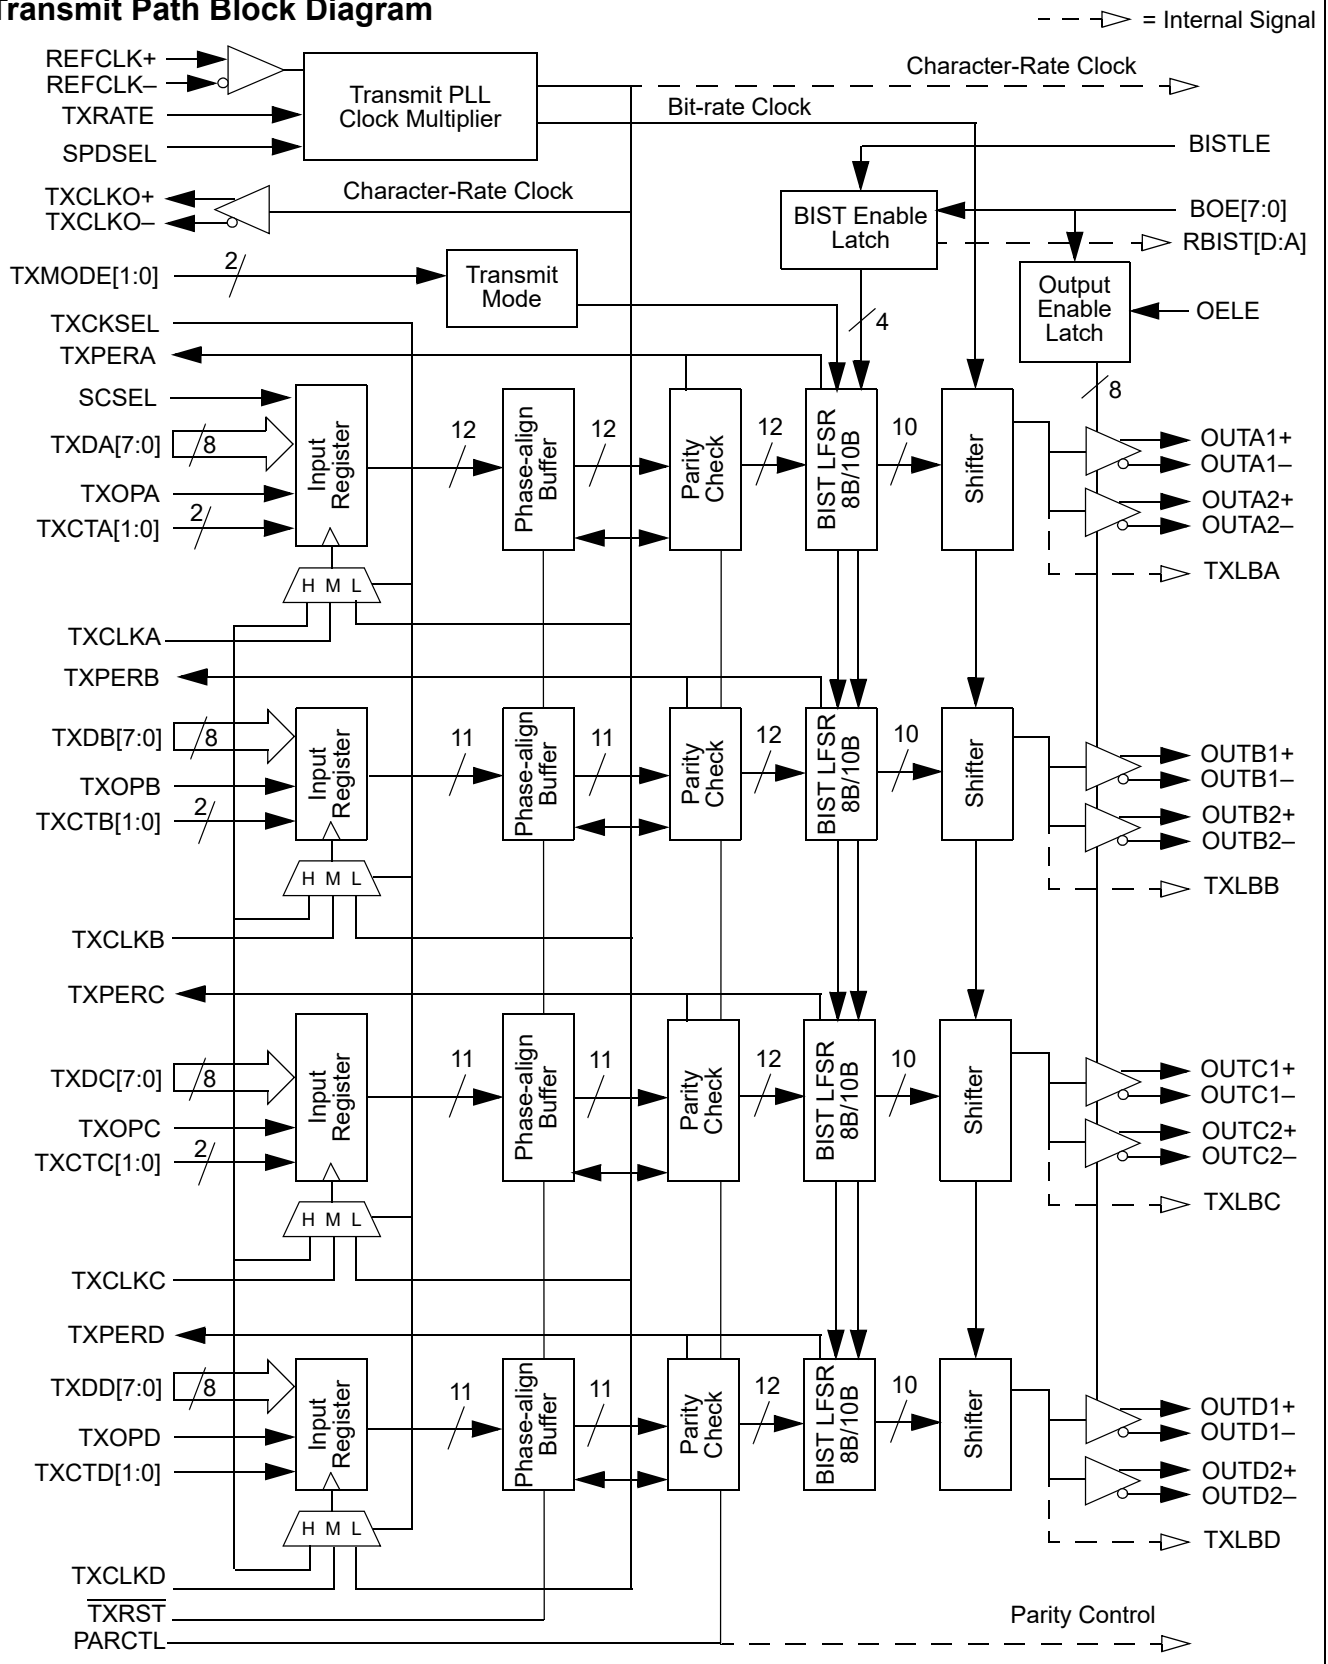 Transmit Path Block Diagram
= Internal Signal
REFCLK+
REFCLK–
TXRATE
SPDSEL
Transmit PLL
Clock Multiplier
Character-Rate Clock
Bit-rate Clock
BISTLE
TXCLKO+
TXCLKO–
Character-Rate Clock
BIST Enable
Latch
BOE[7:0]
RBIST[D:A]
TXMODE[1:0]
2
Transmit
Mode
4
Output
Enable
Latch
OELE
8
TXCKSEL
TXPERA
SCSEL
TXDA[7:0]
8
TXOPA
TXCTA[1:0]
2
Input
Register
12
Phase-align
Buffer
12
Parity
Check
12
BIST LFSR
8B/10B
10
Shifter
OUTA1+
OUTA1–
OUTA2+
OUTA2–
TXLBA
H M L
TXCLKA
TXPERB
TXDB[7:0]
8
TXOPB
TXCTB[1:0]
2
Input
Register
11
Phase-align
Buffer
11
Parity
Check
12
BIST LFSR
8B/10B
10
Shifter
OUTB1+
OUTB1–
OUTB2+
OUTB2–
TXLBB
H M L
TXCLKB
TXPERC
TXDC[7:0]
8
TXOPC
TXCTC[1:0]
2
Input
Register
11
Phase-align
Buffer
11
Parity
Check
12
BIST LFSR
8B/10B
10
Shifter
OUTC1+
OUTC1–
OUTC2+
OUTC2–
TXLBC
H M L
TXCLKC
TXPERD
TXDD[7:0]
8
TXOPD
TXCTD[1:0]
Input
Register
11
Phase-align
Buffer
11
Parity
Check
12
BIST LFSR
8B/10B
10
Shifter
OUTD1+
OUTD1–
OUTD2+
OUTD2–
TXLBD
H M L
TXCLKD
TXRST
PARCTL
Parity Control